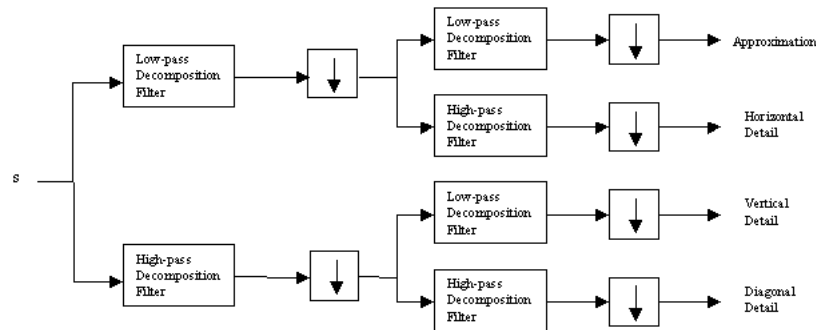 Low-pass
Decomposition
Filter
Approximation
Low-pass
Decomposition
Filter
High-pass
Decomposition
Filter
Horizontal
Detail
s
Low-pass
Decomposition
Filter
Vertical
Detail
High-pass
Decomposition
Filter
High-pass
Decomposition
Filter
Diagonal
Detail